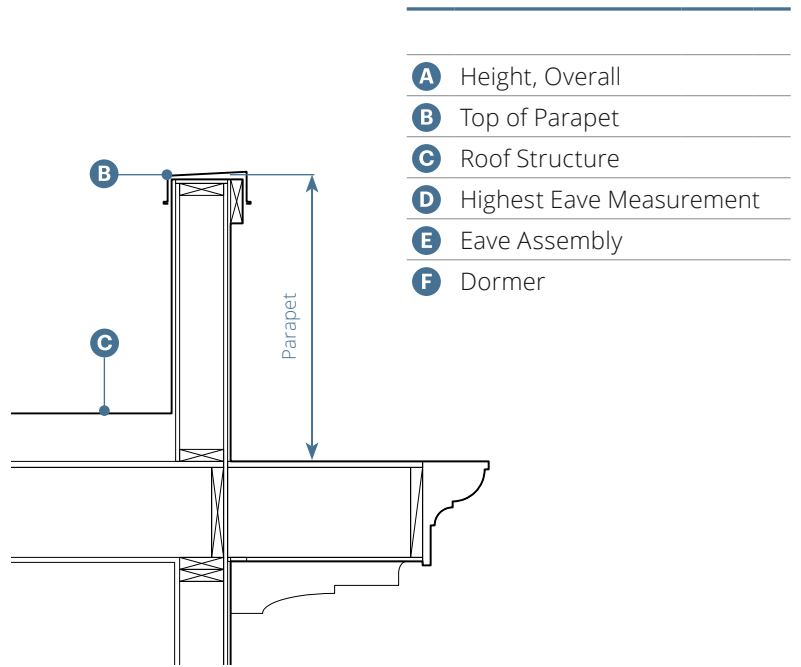 A Height, Overall
B Top of Parapet
C Roof Structure
D Highest Eave Measurement
E Eave Assembly
F Dormer
B
Parapet
C